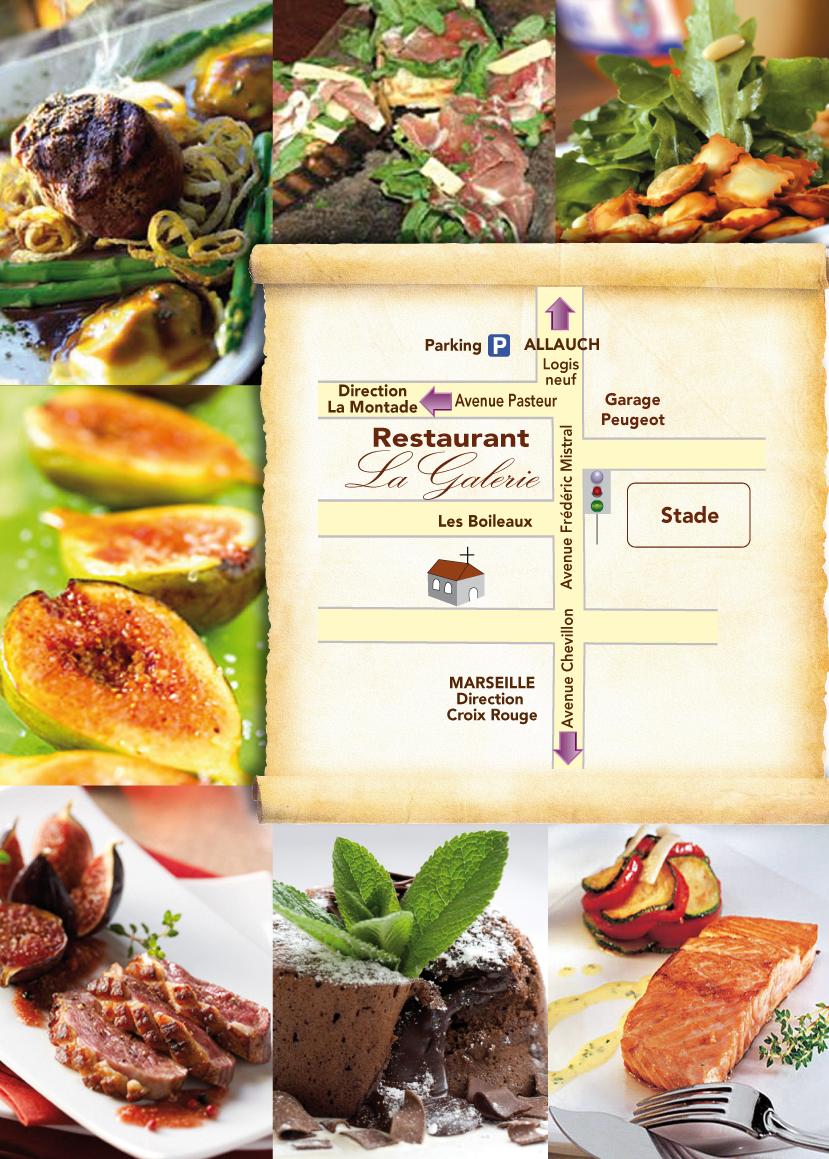 Parking P
ALLAUCH
Logis
neuf
Direction
La Montade
Avenue Pasteur
Garage
Peugeot
Restaurant
La Galerie
Avenue Frédéric Mistral
Les Boileaux
Stade
Avenue Chevillon
MARSEILLE
Direction
Croix Rouge